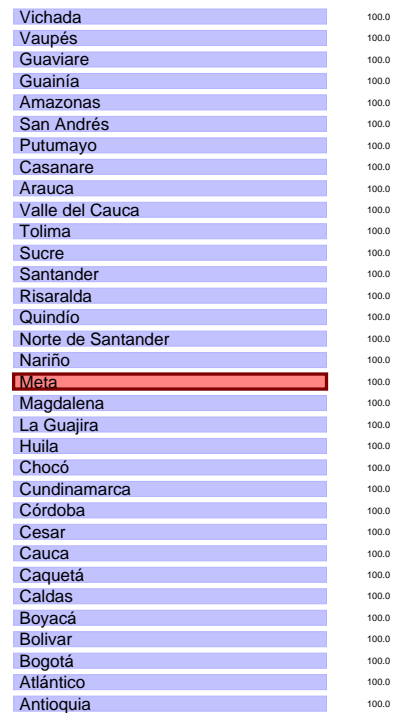 Vichada 100.0
Vaupés 100.0
Guaviare 100.0
Guainía 100.0
Amazonas 100.0
San Andrés 100.0
Putumayo 100.0
Casanare 100.0
Arauca 100.0
Valle del Cauca 100.0
Tolima 100.0
Sucre 100.0
Santander 100.0
Risaralda 100.0
Quindío 100.0
Norte de Santander 100.0
Nariño 100.0
Meta 100.0
Magdalena 100.0
La Guajira 100.0
Huila 100.0
Chocó 100.0
Cundinamarca 100.0
Córdoba 100.0
Cesar 100.0
Cauca 100.0
Caquetá 100.0
Caldas 100.0
Boyacá 100.0
Bolivar 100.0
Bogotá 100.0
Atlántico 100.0
Antioquia 100.0